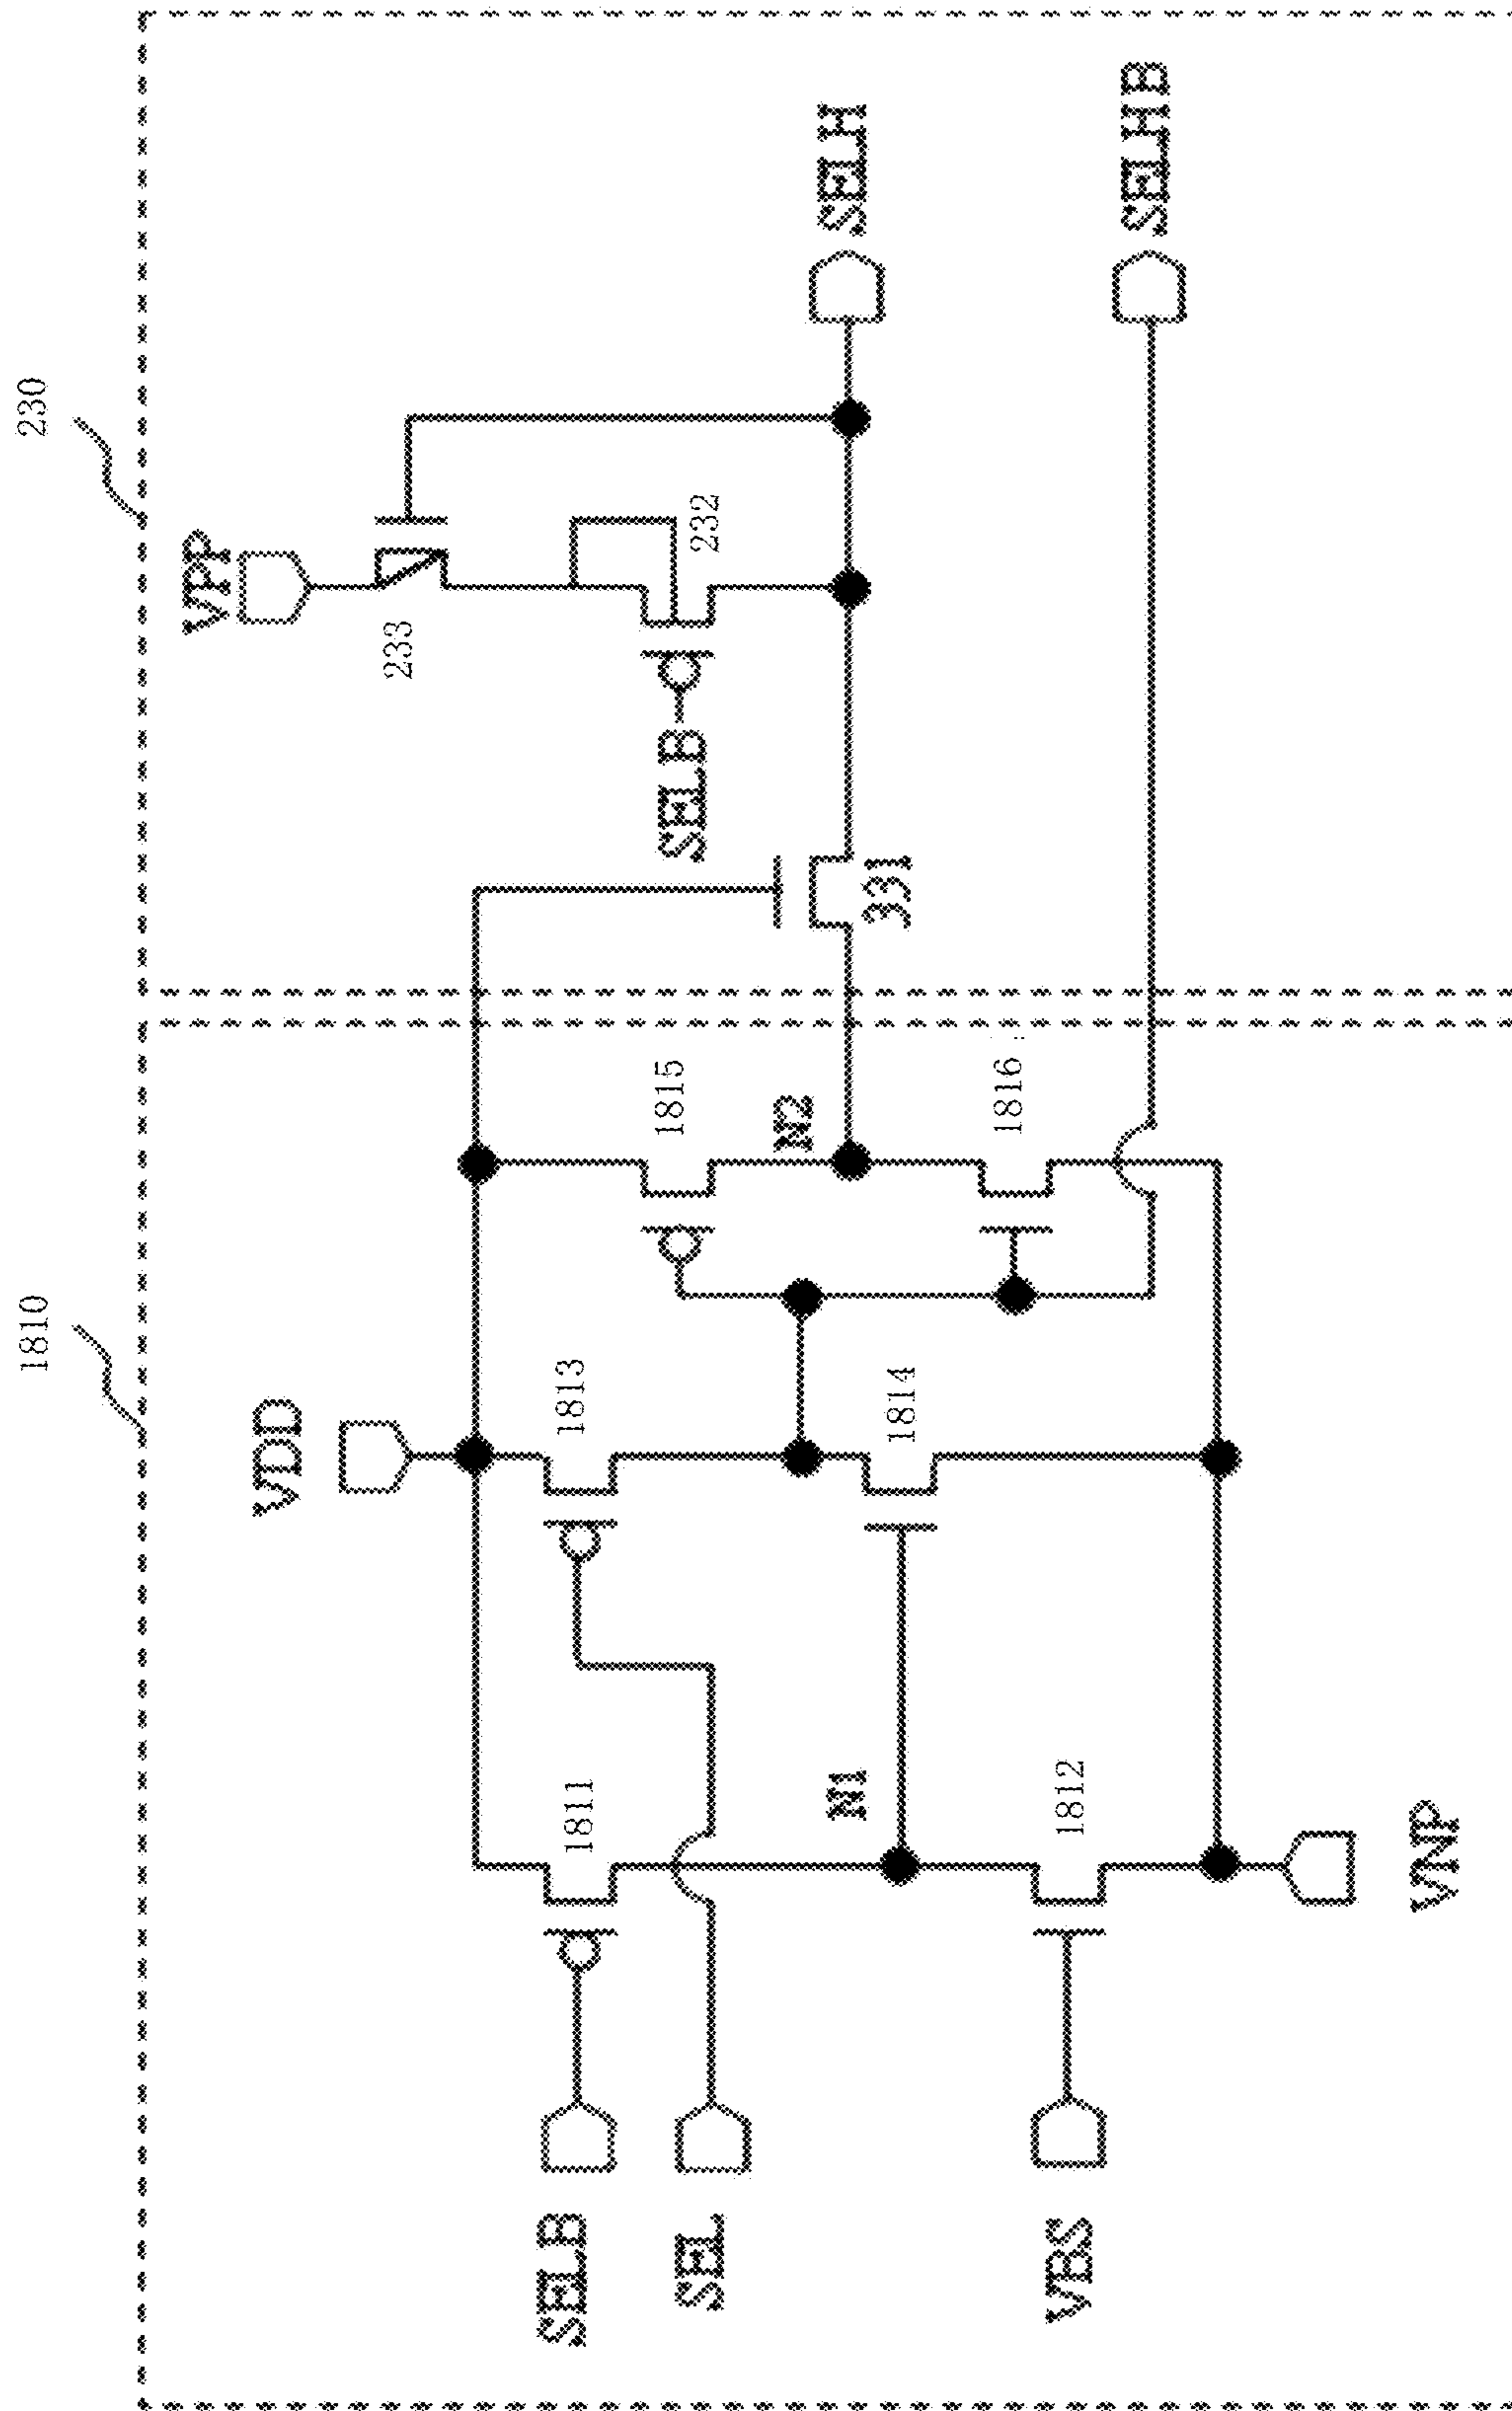 1810
230
VDD
VPP
233
232
SELB
1811
1813
1815
SELB
SEL
N1
N2
331
SELH
1814
1816
SELHB
1812
VBS
VNP